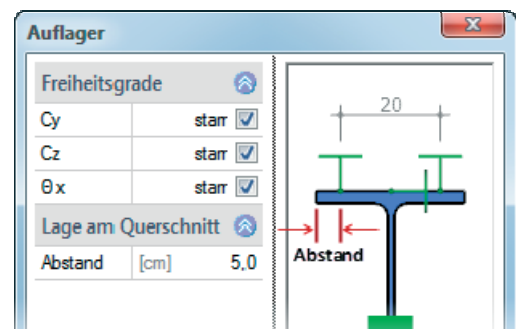 Auflager
Freiheitsgrade
Cy starr
Cz starr
θx starr
Lage am Querschnitt
Abstand [cm] 5,0
20
Abstand